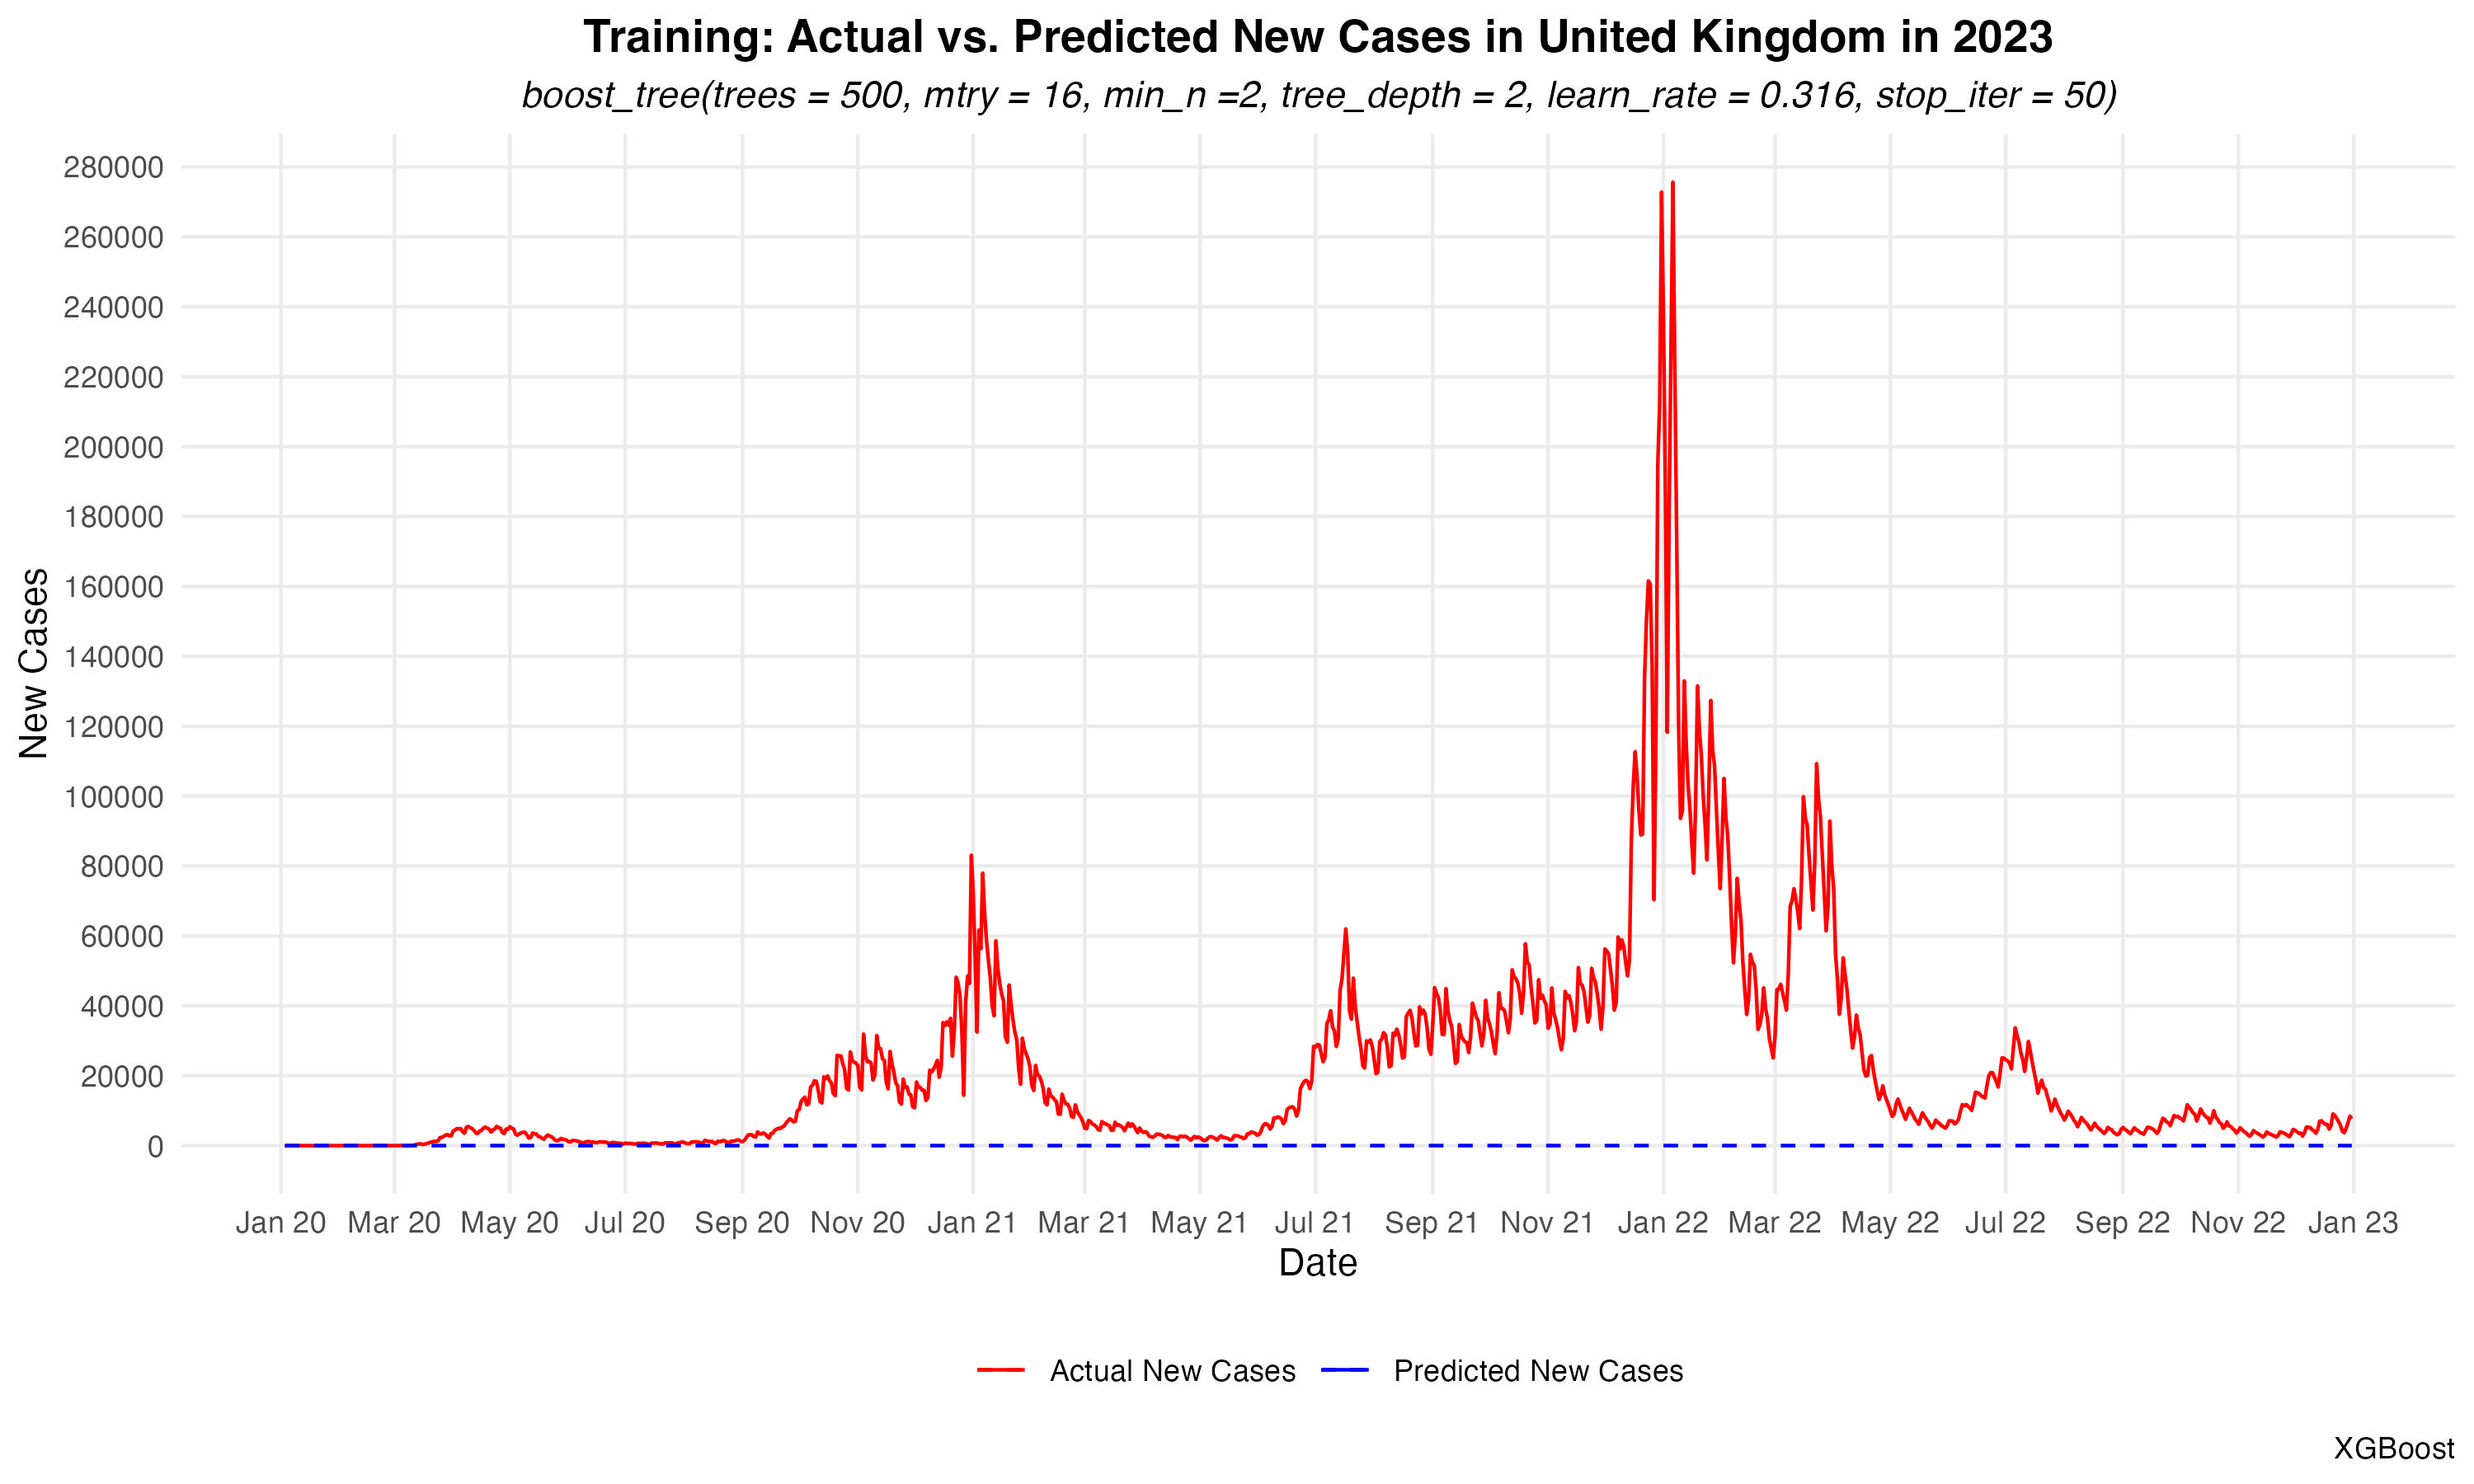 Training: Actual vs. Predicted New Cases in United Kingdom in 2023
boost_tree(trees = 500, mtry = 16, min_n =2, tree_depth = 2, learn_rate = 0.316, stop_iter = 50)
New Cases
280000
260000
240000
220000
200000
180000
160000
140000
120000
100000
80000
60000
40000
20000
0
Jan 20 Mar 20 May 20 Jul 20 Sep 20 Nov 20 Jan 21 Mar 21 May 21 Jul 21 Sep 21 Nov 21 Jan 22 Mar 22 May 22 Jul 22 Sep 22 Nov 22 Jan 23
Date
Actual New Cases Predicted New Cases
XGBoost